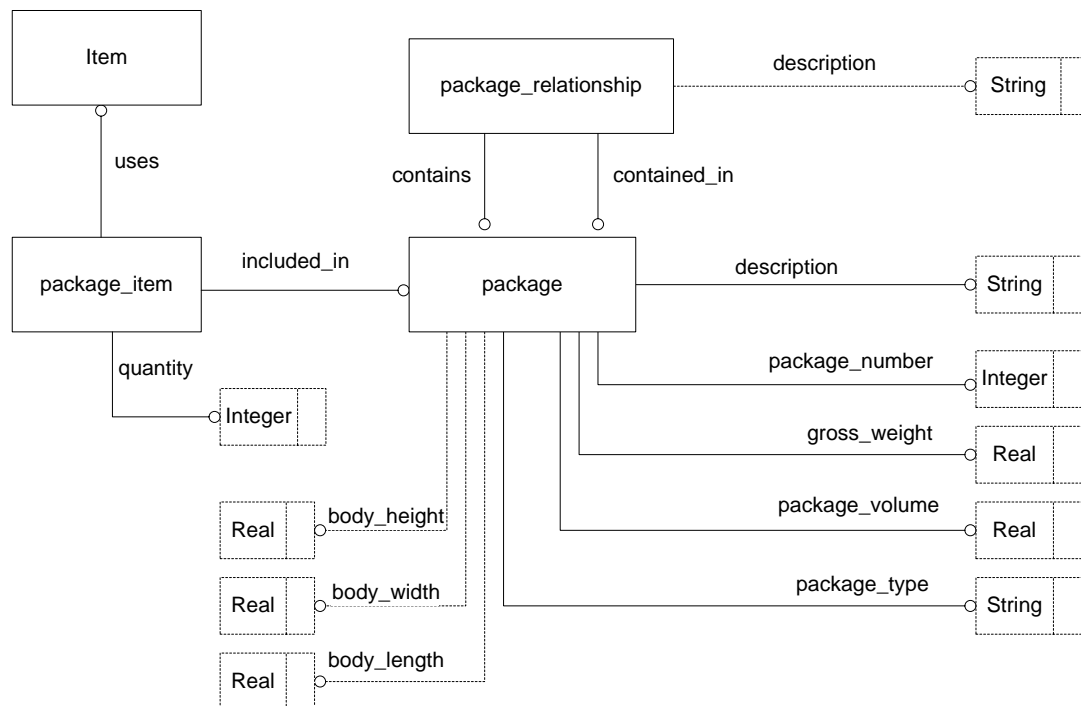 Item
package_relationship
description
String
uses
contains
contained_in
package_item
included_in
package
description
String
quantity
Integer
package_number
Integer
gross_weight
Real
body_height
Real
package_volume
Real
body_width
Real
package_type
String
body_length
Real